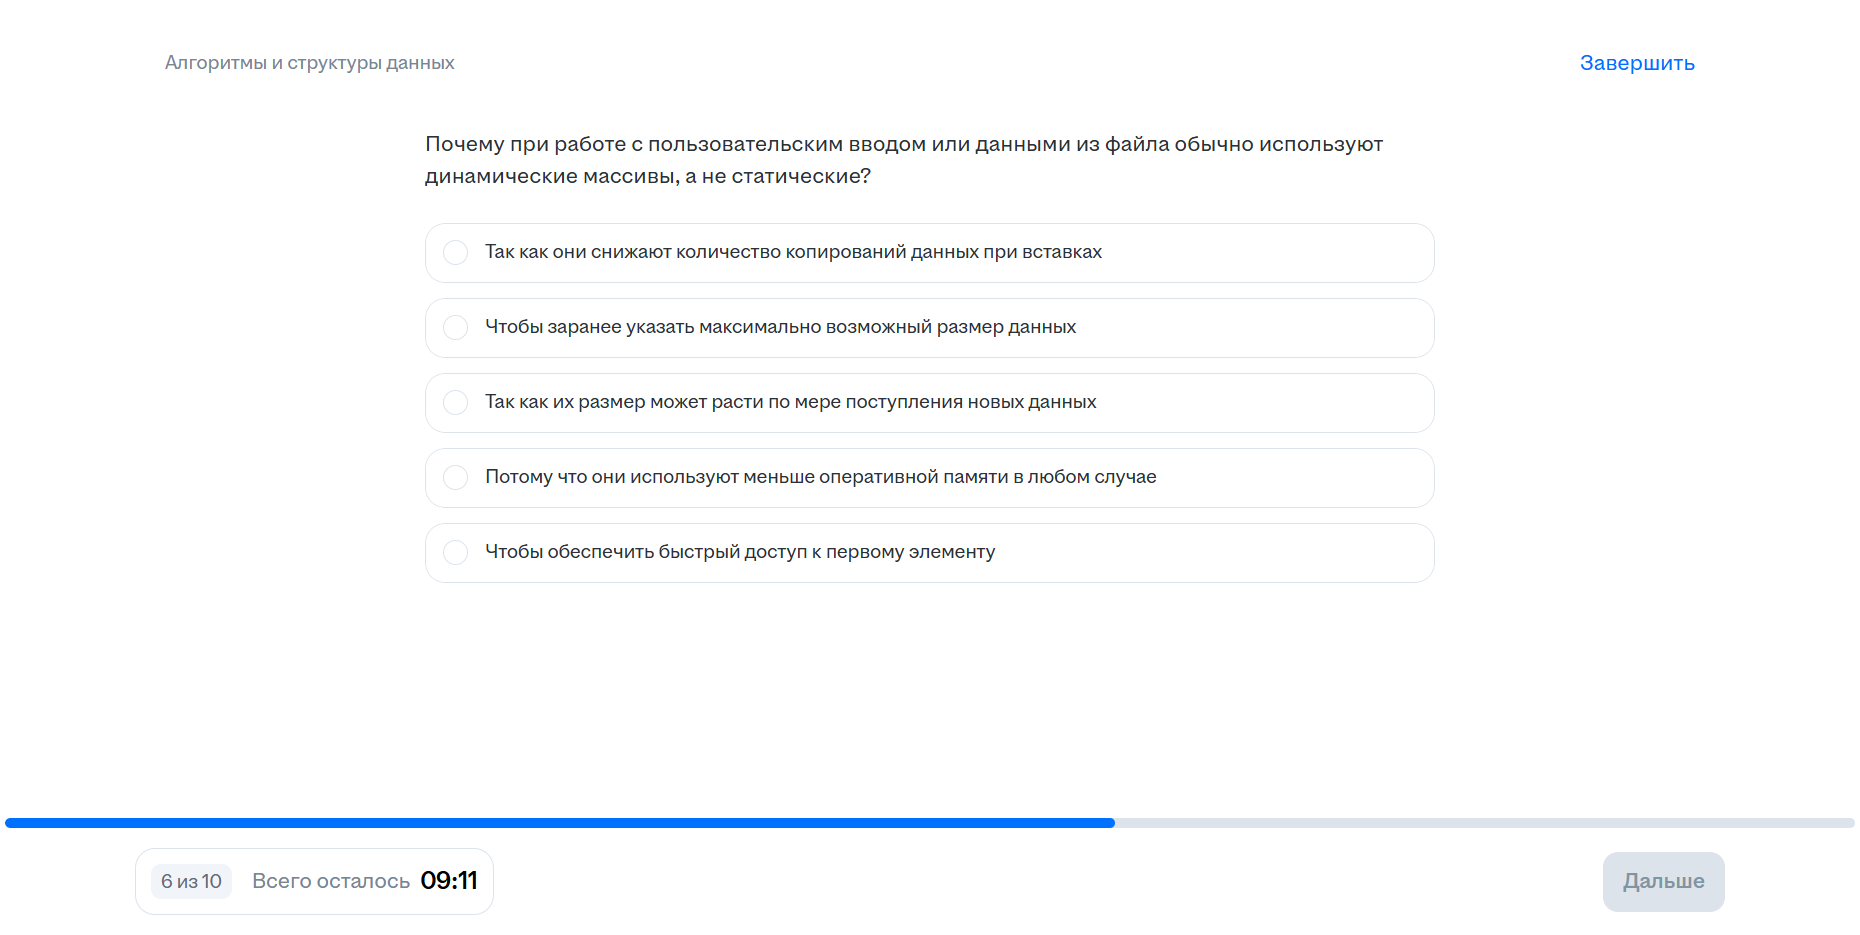 Алгоритмы и структуры данных
Завершить
Почему при работе с пользовательским вводом или данными из файла обычно используют
динамические массивы, а не статические?
Так как они снижают количество копирований данных при вставках
Чтобы заранее указать максимально возможный размер данных
Так как их размер может расти по мере поступления новых данных
Потому что они используют меньше оперативной памяти в любом случае
Чтобы обеспечить быстрый доступ к первому элементу
6 из 10 Всего осталось 09:11
Дальше